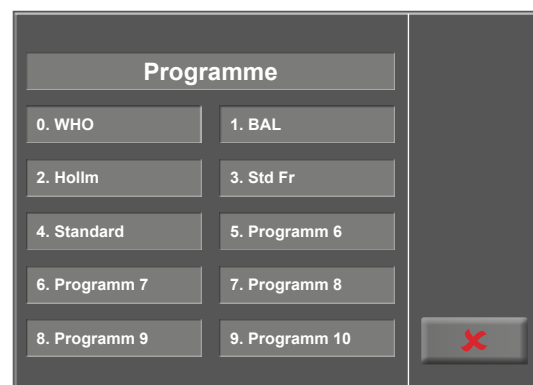 Programme
0. WHO
1. BAL
2. Hollm
3. Std Fr
4. Standard
5. Programm 6
6. Programm 7
7. Programm 8
8. Programm 9
9. Programm 10